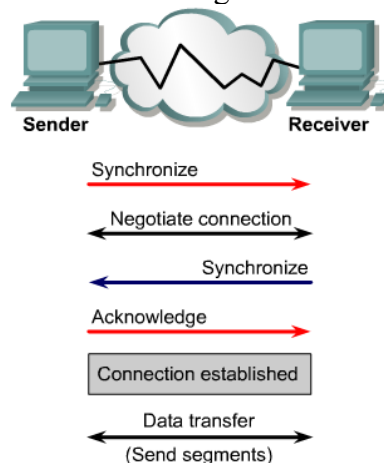 Sender
Receiver
Synchronize
Negotiate connection
Synchronize
Acknowledge
Connection established
Data transfer
(Send segments)